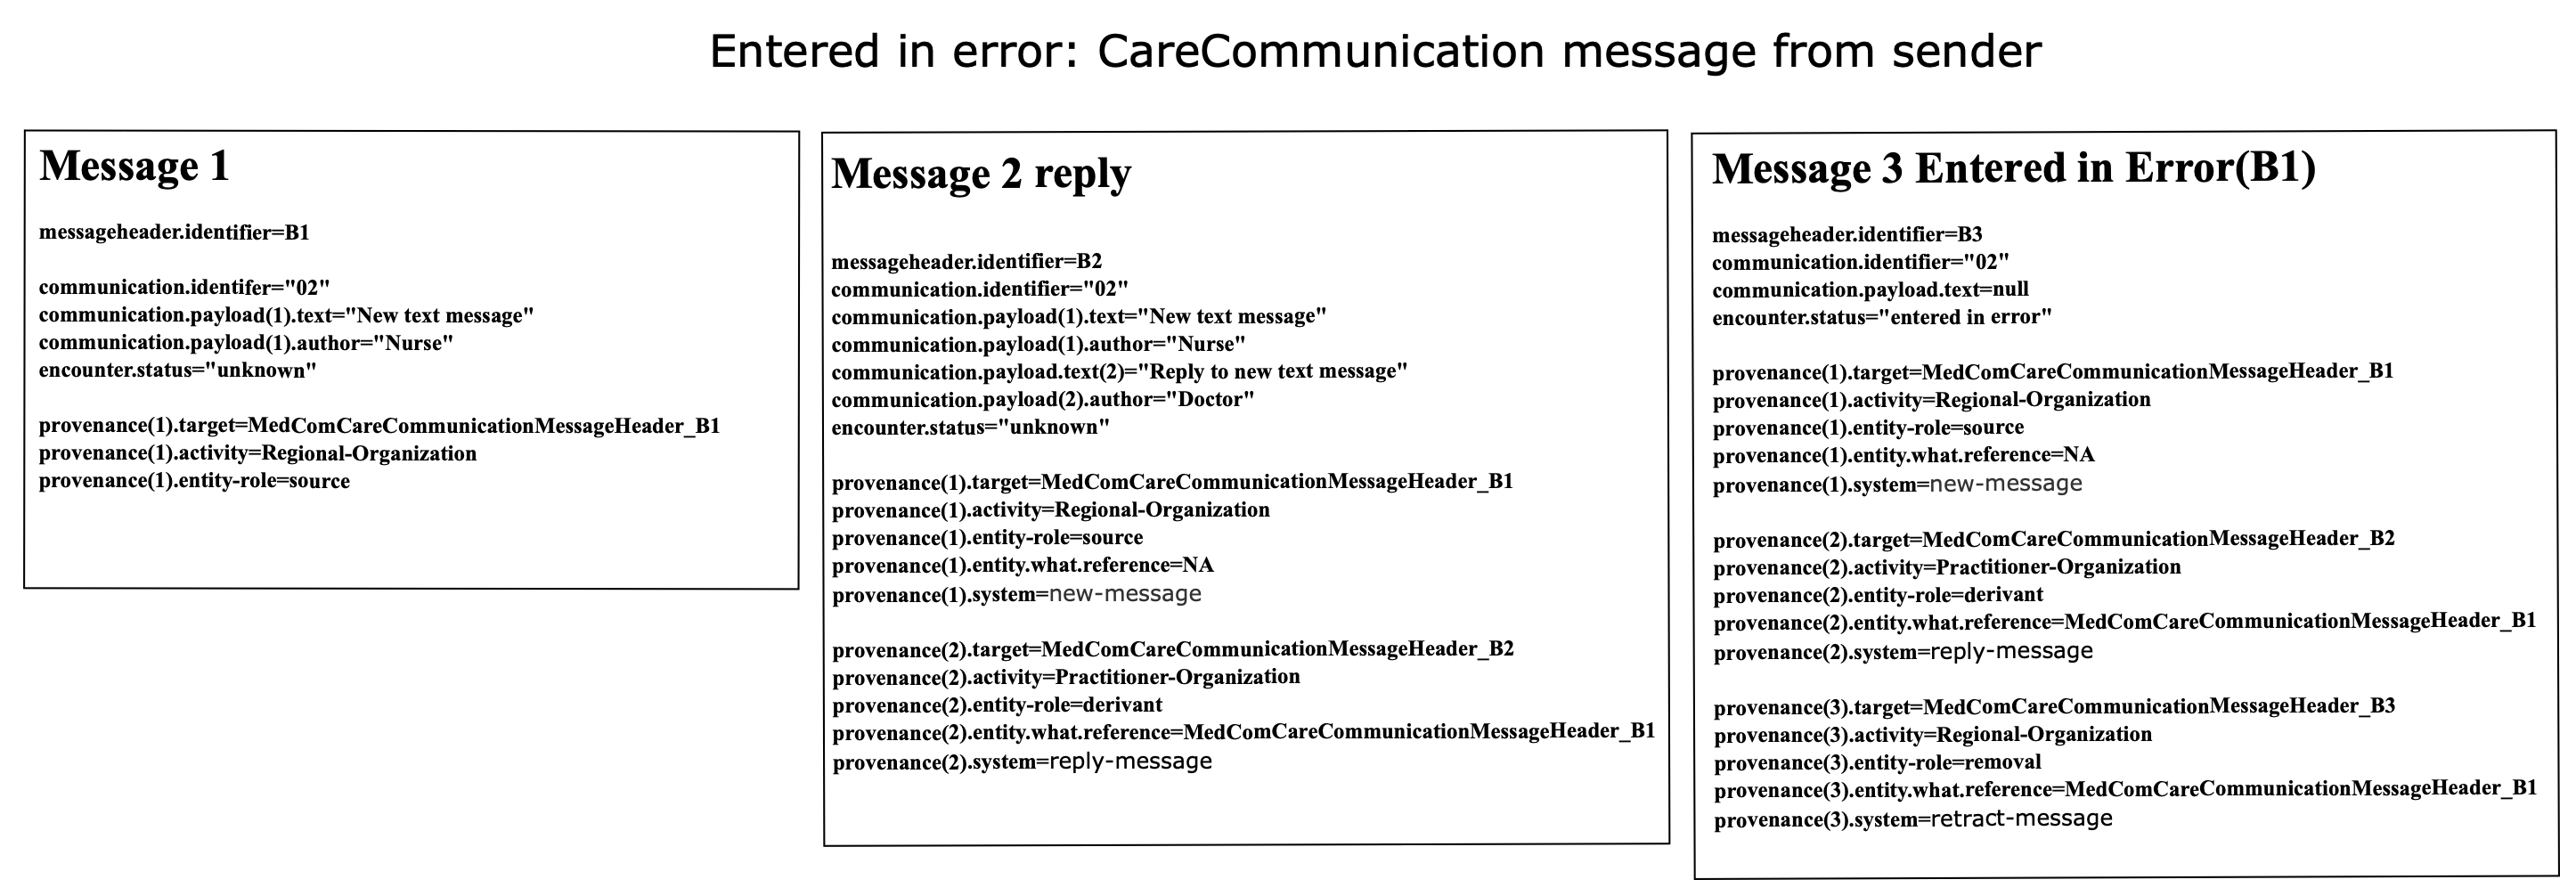 Entered in error: CareCommunication message from sender
Message 1
messageheader.identifier=B1
communication.identifer="02"
communication.payload(1).text="New text message"
communication.payload(1).author="Nurse"
encounter.status="unknown"
provenance(1).target=MedComCareCommunicationMessageHeader_B1
provenance(1).activity=Regional-Organization
provenance(1).entity-role=source
Message 2 reply
messageheader.identifier=B2
communication.identifier="02"
communication.payload(1).text="New text message"
communication.payload(1).author="Nurse"
communication.payload.text(2)="Reply to new text message"
communication.payload(2).author="Doctor"
encounter.status="unknown"
provenance(1).target=MedComCareCommunicationMessageHeader_B1
provenance(1).activity=Regional-Organization
provenance(1).entity-role=source
provenance(1).entity.what.reference=NA
provenance(1).system=new-message
provenance(2).target=MedComCareCommunicationMessageHeader_B2
provenance(2).activity=Practitioner-Organization
provenance(2).entity-role=derivant
provenance(2).entity.what.reference=MedComCareCommunicationMessageHeader_B1
provenance(2).system=reply-message
Message 3 Entered in Error(B1)
messageheader.identifier=B3
communication.identifier="02"
communication.payload.text=null
encounter.status="entered in error"
provenance(1).target=MedComCareCommunicationMessageHeader_B1
provenance(1).activity=Regional-Organization
provenance(1).entity-role=source
provenance(1).entity.what.reference=NA
provenance(1).system=new-message
provenance(2).target=MedComCareCommunicationMessageHeader_B2
provenance(2).activity=Practitioner-Organization
provenance(2).entity-role=derivant
provenance(2).entity.what.reference=MedComCareCommunicationMessageHeader_B1
provenance(2).system=reply-message
provenance(3).target=MedComCareCommunicationMessageHeader_B3
provenance(3).activity=Regional-Organization
provenance(3).entity-role=removal
provenance(3).entity.what.reference=MedComCareCommunicationMessageHeader_B1
provenance(3).system=retract-message